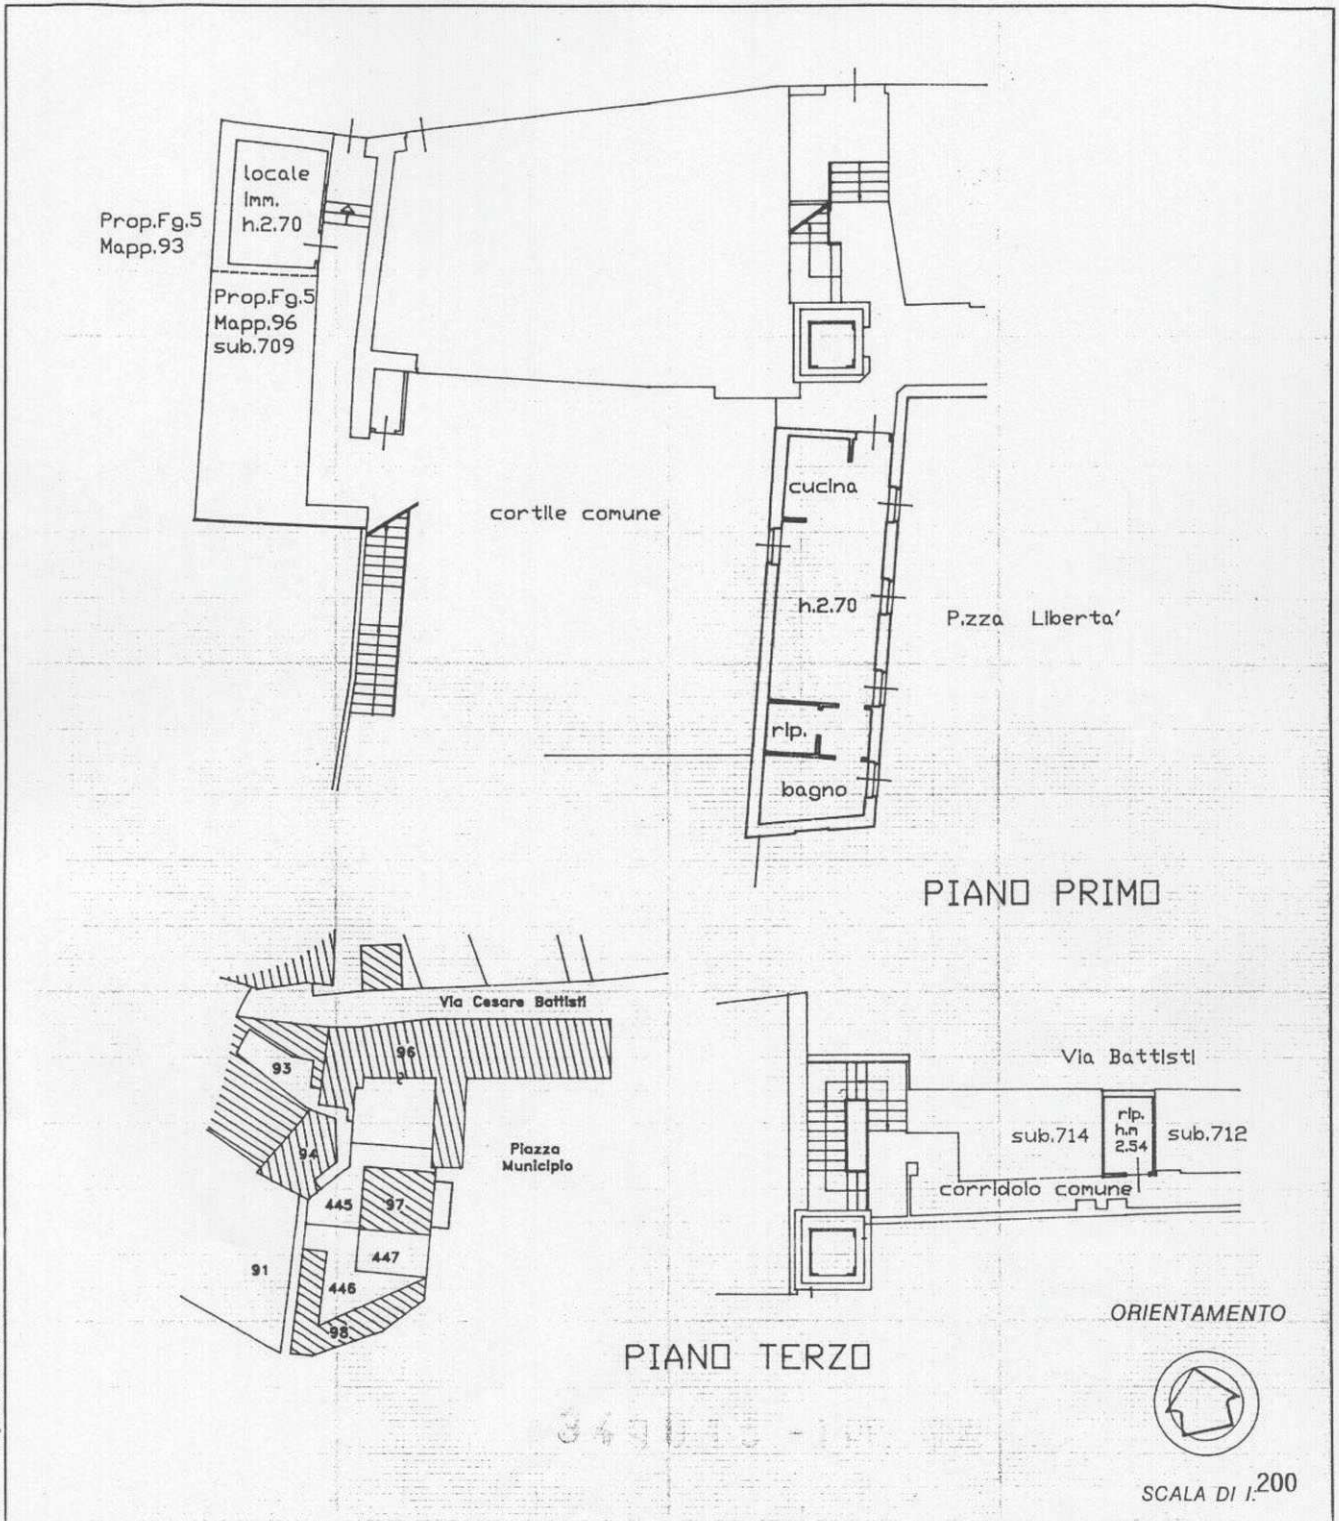 locale
imm.
h.2.70
Prop.Fg.5
Mapp.93
Prop.Fg.5
Mapp.96
sub.709
cucina
cortile comune
h.2.70
P.zza Liberta'
rip.
bagno
PIANO PRIMO
Via Cesare Battisti
96
93
94
Piazza
Municipio
445
97
447
91
446
98
Via Battisti
rip.
h.m
2.54
sub.714
sub.712
corridoio comune
PIANO TERZO
ORIENTAMENTO
SCALA DI 1:200